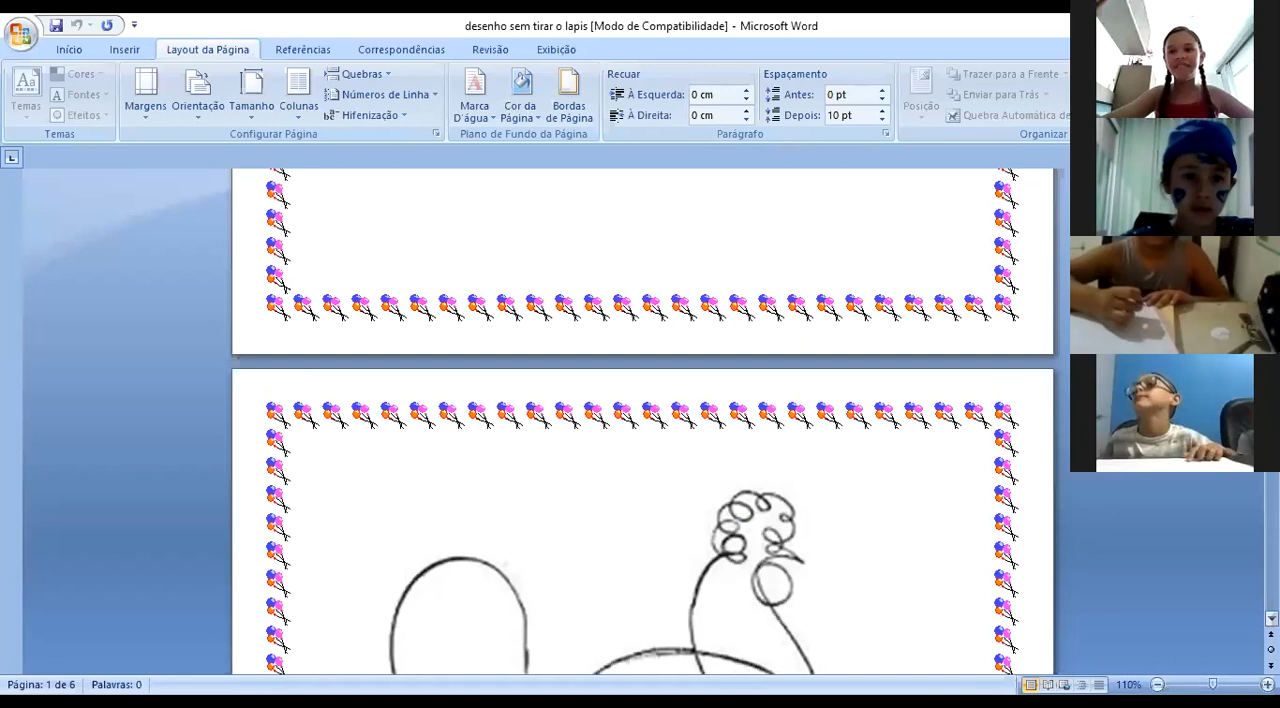 desenho sem tirar o lapis [Modo de Compatibilidade] - Microsoft Word
Início Inserir Layout da Página Referências Correspondências Revisão Exibição
Temas
Cores
Fontes
Efeitos
Temas
Margens Orientação Tamanho Colunas
Quebras
Números de Linha
Hifenização
Configurar Página
Marca D'água
Cor da Página
Bordas de Página
Plano de Fundo da Página
Recuar
À Esquerda: 0 cm
À Direita: 0 cm
Espaçamento
Antes: 0 pt
Depois: 10 pt
Parágrafo
Posição
Trazer para a Frente
Enviar para Trás
Quebra Automática de
Organizar
Página: 1 de 6 Palavras: 0 110%